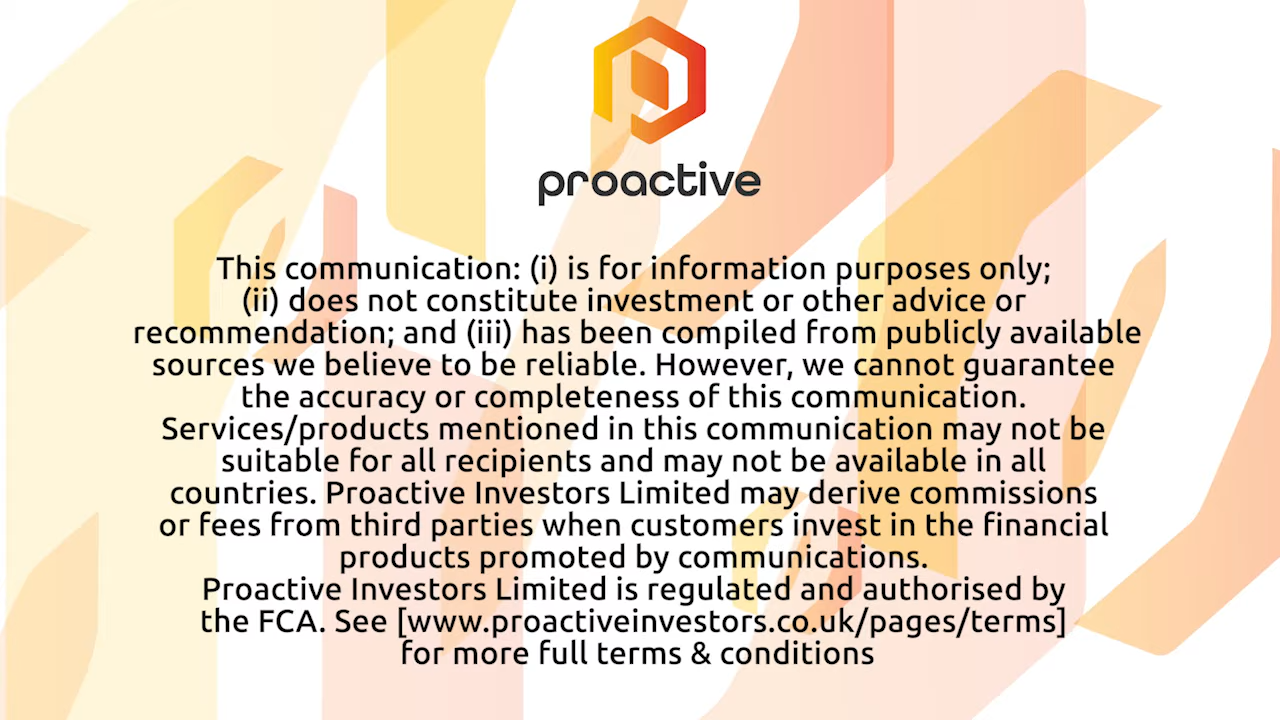 proactive
This communication: (i) is for information purposes only;
(ii) does not constitute investment or other advice or
recommendation; and (iii) has been compiled from publicly available
sources we believe to be reliable. However, we cannot guarantee
the accuracy or completeness of this communication.
Services/products mentioned in this communication may not be
suitable for all recipients and may not be available in all
countries. Proactive Investors Limited may derive commissions
or fees from third parties when customers invest in the financial
products promoted by communications.
Proactive Investors Limited is regulated and authorised by
the FCA. See [www.proactiveinvestors.co.uk/pages/terms]
for more full terms & conditions